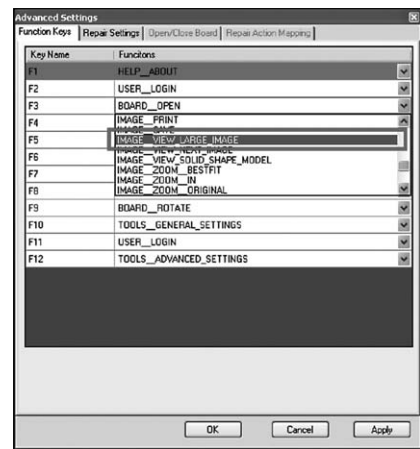 Advanced Settings
Function Keys Repair Settings Open/Close Board Repair Action Mapping
Key Name Funcitons
F1 HELP__ABOUT
F2 USER__LOGIN
F3 BOARD__OPEN
F4 IMAGE__PRINT
IMAGE__SAVE
F5 IMAGE__VIEW_LARGE_IMAGE
IMAGE__VIEW_NEXT_IMAGE
F6 IMAGE__VIEW_SOLID_SHAPE_MODEL
F7 IMAGE__ZOOM__BESTFIT
IMAGE__ZOOM__IN
F8 IMAGE__ZOOM__ORIGINAL
F9 BOARD__ROTATE
F10 TOOLS__GENERAL_SETTINGS
F11 USER__LOGIN
F12 TOOLS__ADVANCED_SETTINGS
OK Cancel Apply